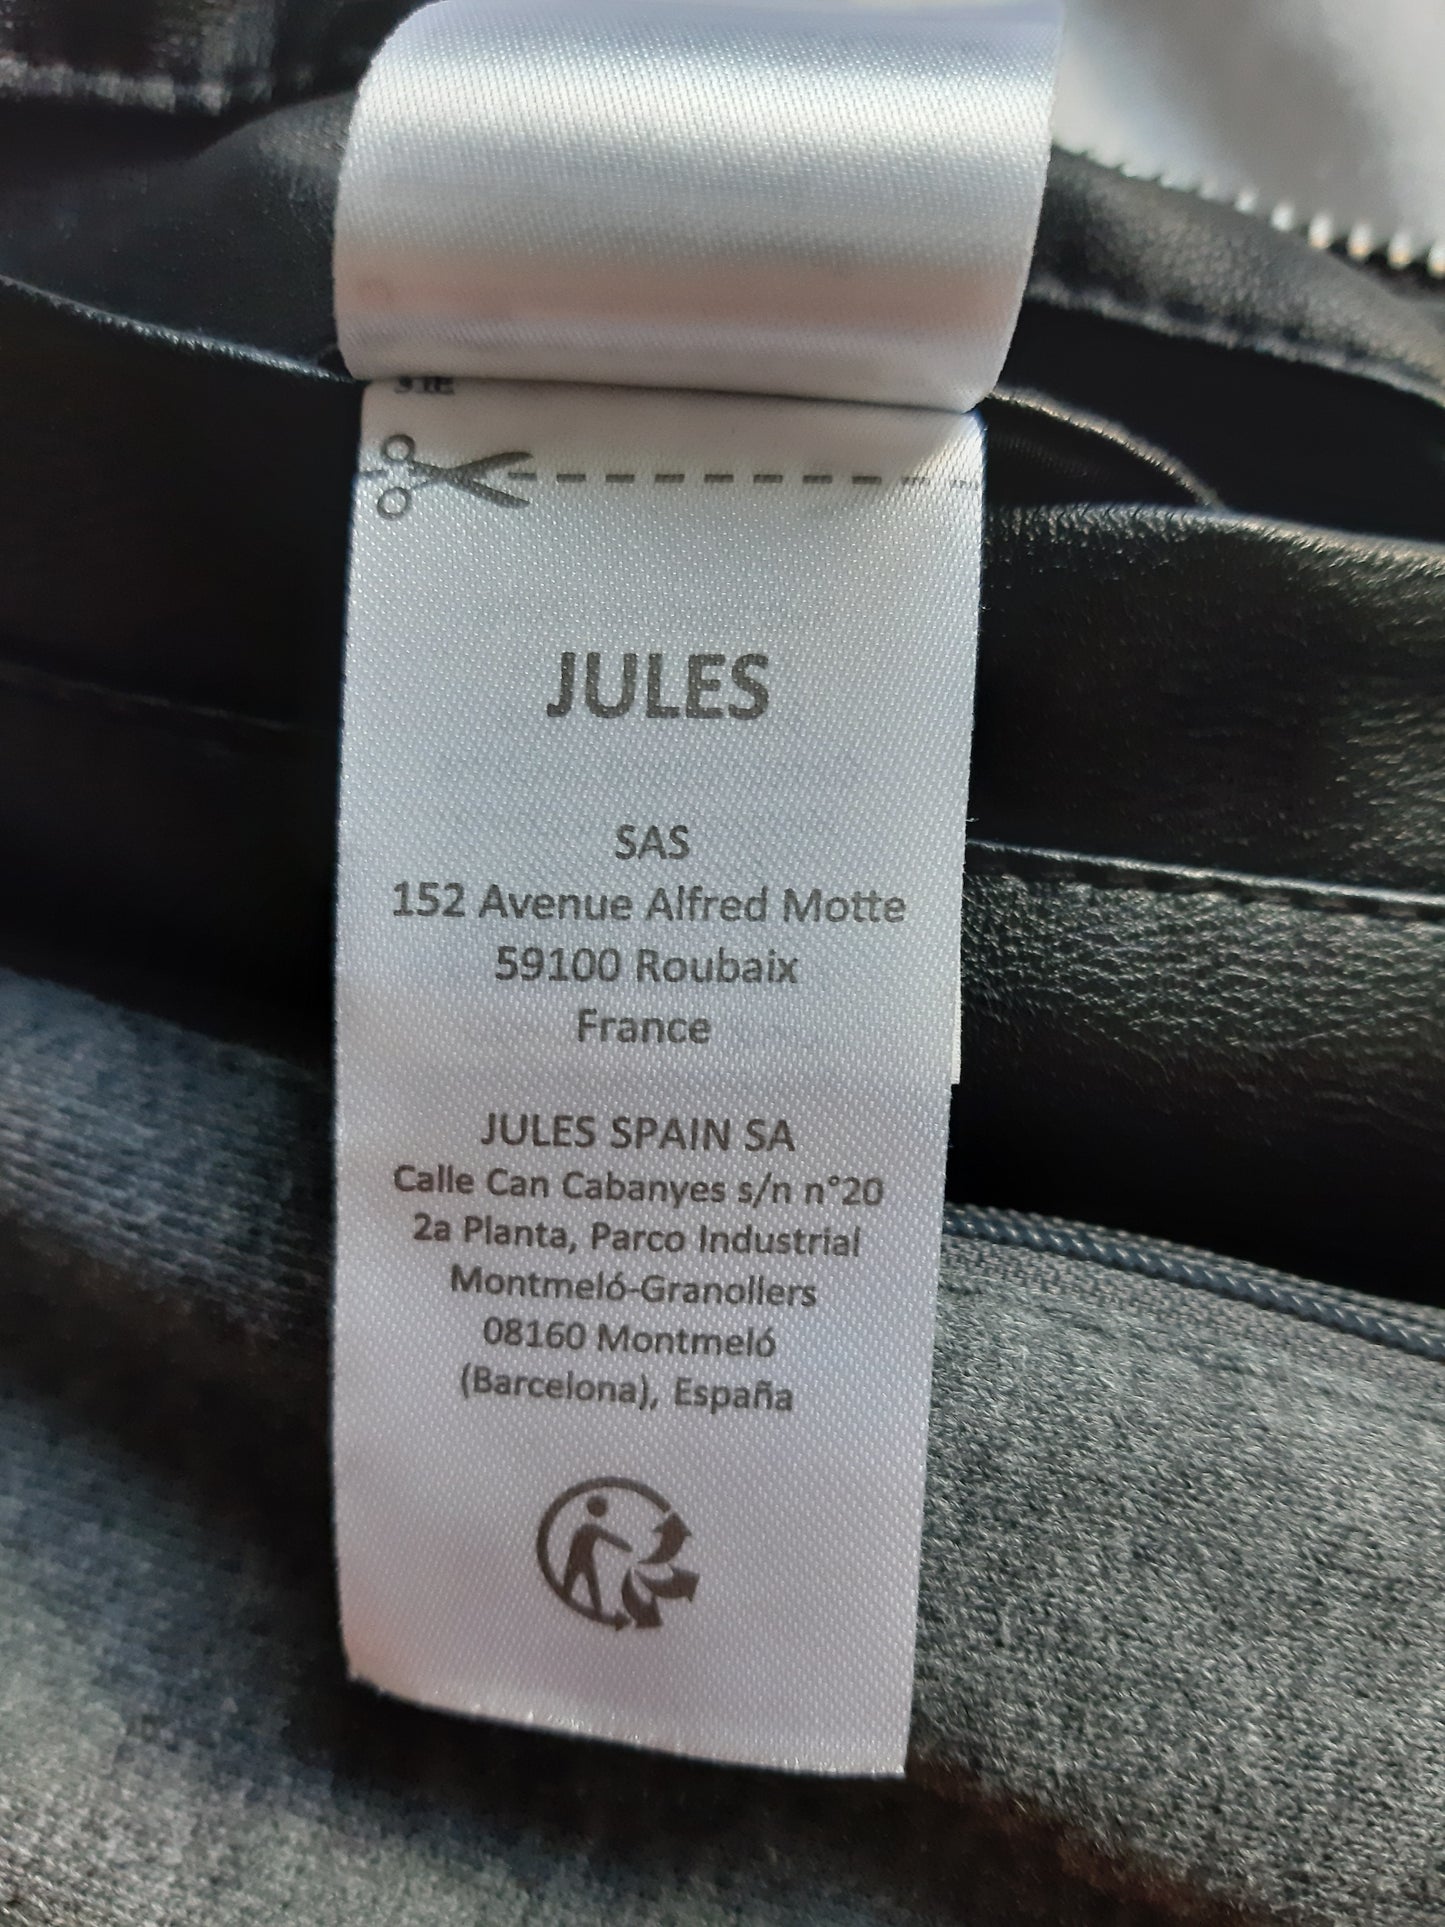 JULES
SAS
152 Avenue Alfred Motte
59100 Roubaix
France
JULES SPAIN SA
Calle Can Cabanyes s/n n°20
2a Planta, Parco Industrial
Montmeló-Granollers
08160 Montmeló
(Barcelona), España